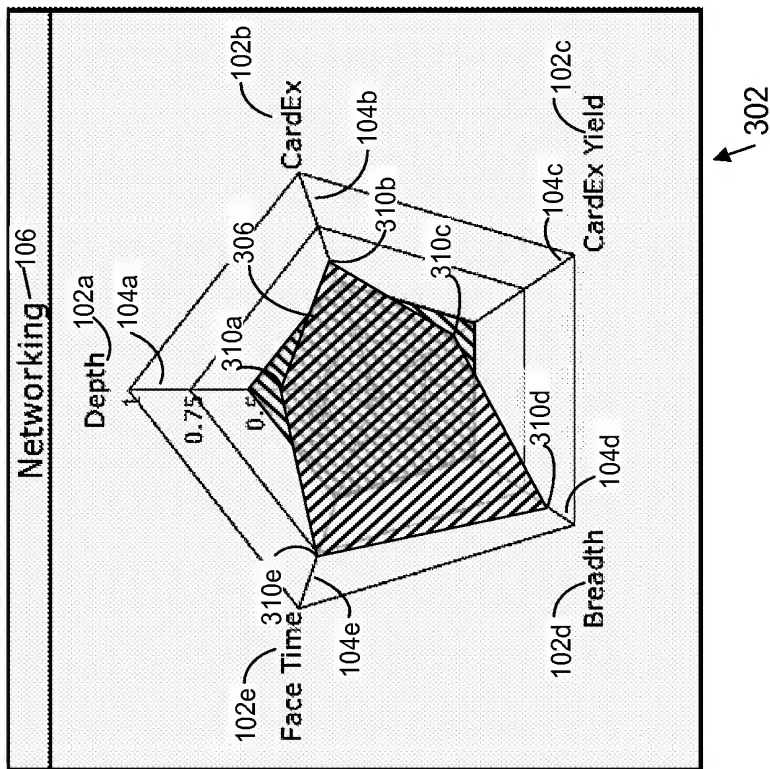 Networking 106
102a
Depth
104a
1
0.75
0.5
310a
306
102b
CardEx
104b
310b
310c
102c
CardEx Yield
104c
310d
104d
Breadth
102d
310e
104e
Face Time
102e
302